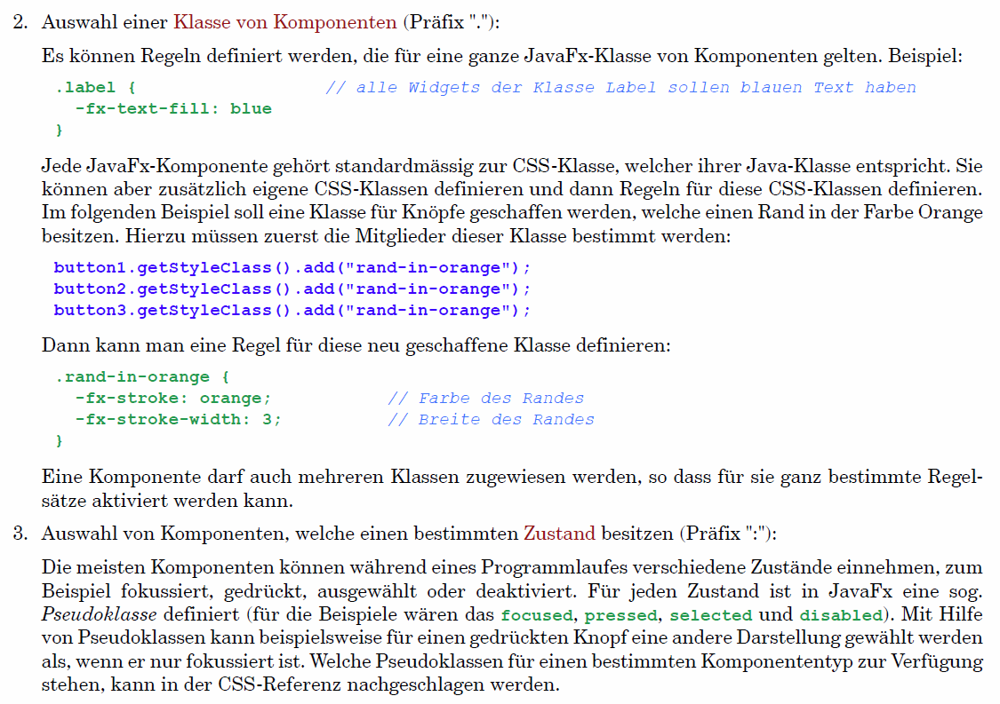 2. Auswahl einer Klasse von Komponenten (Präfix "."):
Es können Regeln definiert werden, die für eine ganze JavaFx-Klasse von Komponenten gelten. Beispiel:
.label { // alle Widgets der Klasse Label sollen blauen Text haben
-fx-text-fill: blue
}
Jede JavaFx-Komponente gehört standardmässig zur CSS-Klasse, welcher ihrer Java-Klasse entspricht. Sie
können aber zusätzlich eigene CSS-Klassen definieren und dann Regeln für diese CSS-Klassen definieren.
Im folgenden Beispiel soll eine Klasse für Knöpfe geschaffen werden, welche einen Rand in der Farbe Orange
besitzen. Hierzu müssen zuerst die Mitglieder dieser Klasse bestimmt werden:
button1.getStyleClass().add("rand-in-orange");
button2.getStyleClass().add("rand-in-orange");
button3.getStyleClass().add("rand-in-orange");
Dann kann man eine Regel für diese neu geschaffene Klasse definieren:
.rand-in-orange {
-fx-stroke: orange; // Farbe des Randes
-fx-stroke-width: 3; // Breite des Randes
}
Eine Komponente darf auch mehreren Klassen zugewiesen werden, so dass für sie ganz bestimmte Regel-
sätze aktiviert werden kann.
3. Auswahl von Komponenten, welche einen bestimmten Zustand besitzen (Präfix ":"):
Die meisten Komponenten können während eines Programmlaufes verschiedene Zustände einnehmen, zum
Beispiel fokussiert, gedrückt, ausgewählt oder deaktiviert. Für jeden Zustand ist in JavaFx eine sog.
Pseudoklasse definiert (für die Beispiele wären das focused, pressed, selected und disabled). Mit Hilfe
von Pseudoklassen kann beispielsweise für einen gedrückten Knopf eine andere Darstellung gewählt werden
als, wenn er nur fokussiert ist. Welche Pseudoklassen für einen bestimmten Komponententyp zur Verfügung
stehen, kann in der CSS-Referenz nachgeschlagen werden.